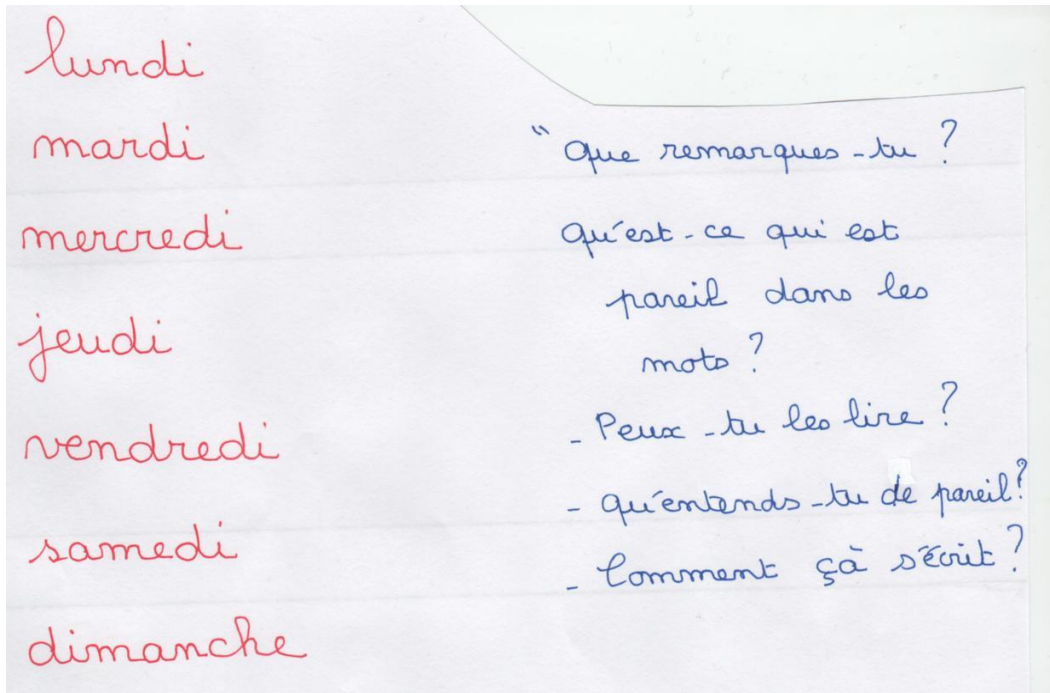 lundi
mardi
mercredi
jeudi
vendredi
samedi
dimanche
" Que remarques-tu ?
Qu'est-ce qui est
pareil dans les
mots ?
- Peux-tu les lire ?
- Qu'entends-tu de pareil ?
- Comment çà s'écrit ?